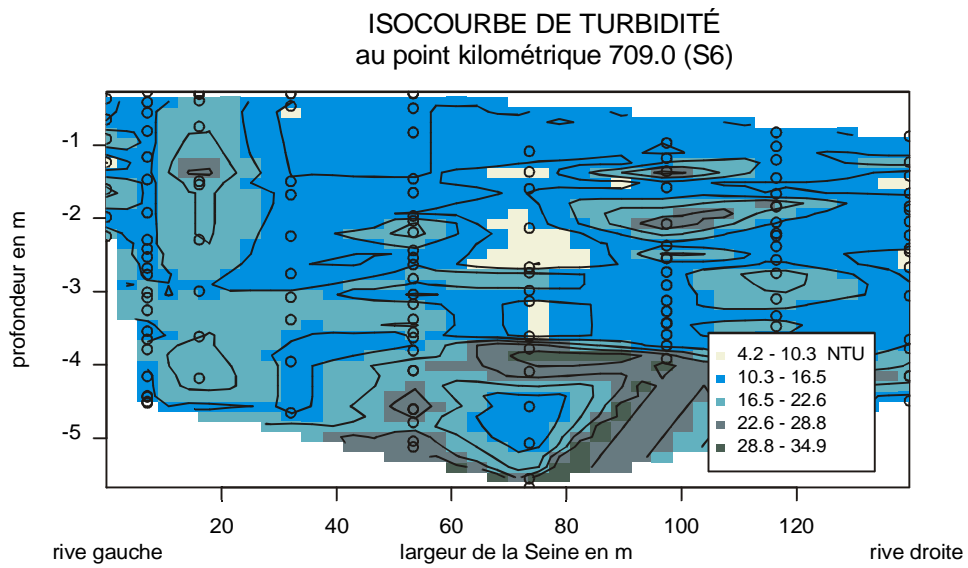 ISOCOURBE DE TURBIDITÉ
au point kilométrique 709.0 (S6)
profondeur en m
-1
-2
-3
-4
-5
4.2 - 10.3 NTU
10.3 - 16.5
16.5 - 22.6
22.6 - 28.8
28.8 - 34.9
20
40
60
80
100
120
rive gauche
largeur de la Seine en m
rive droite